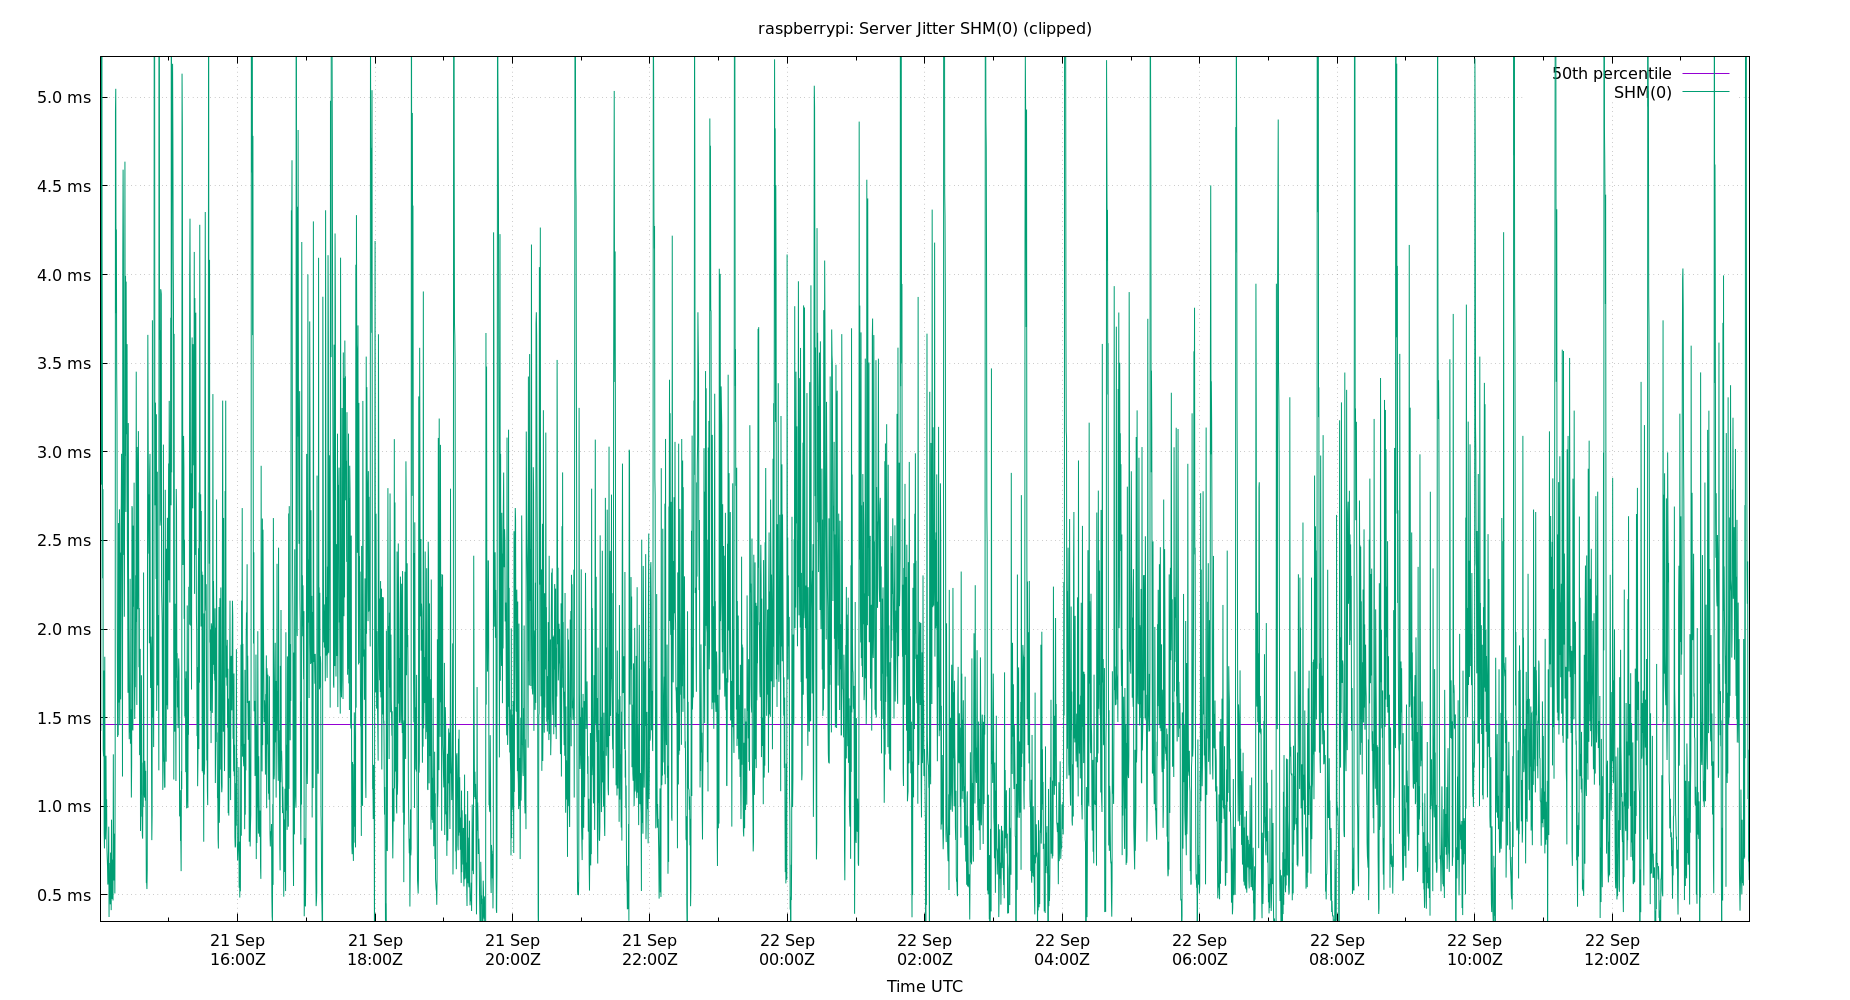 raspberrypi: Server Jitter SHM(0) (clipped)
50th percentile
SHM(0)
5.0 ms
4.5 ms
4.0 ms
3.5 ms
3.0 ms
2.5 ms
2.0 ms
1.5 ms
1.0 ms
0.5 ms
21 Sep 21 Sep 21 Sep 21 Sep 22 Sep 22 Sep 22 Sep 22 Sep 22 Sep 22 Sep 22 Sep
16:00Z 18:00Z 20:00Z 22:00Z 00:00Z 02:00Z 04:00Z 06:00Z 08:00Z 10:00Z 12:00Z
Time UTC